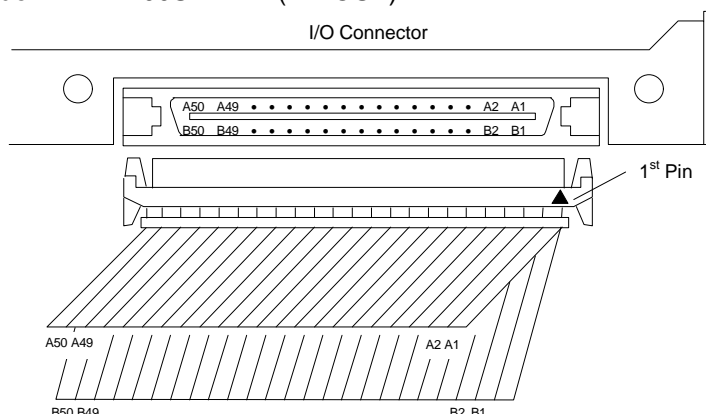 I/O Connector
A50 A49 • • • • • • • • • • • • • A2 A1
B50 B49 • • • • • • • • • • • • • B2 B1
1st Pin
A50 A49 A2 A1
B50 B49 B2 B1